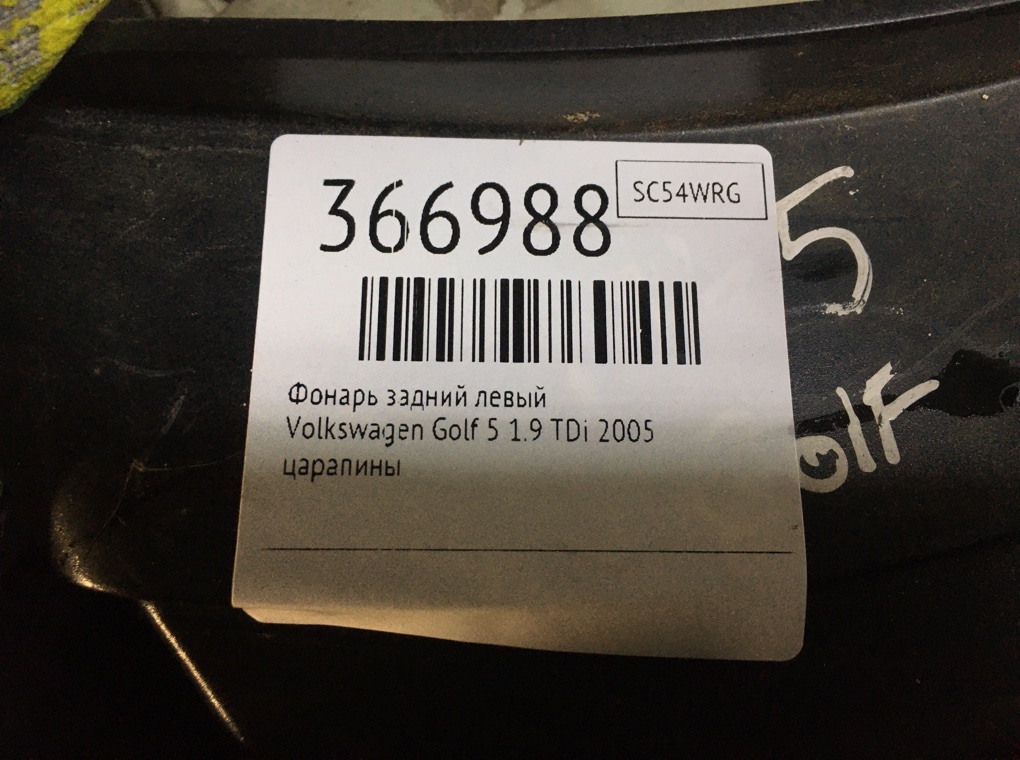 366988
SC54WRG
5
Фонарь задний левый
Volkswagen Golf 5 1.9 TDi 2005
olF
царапины